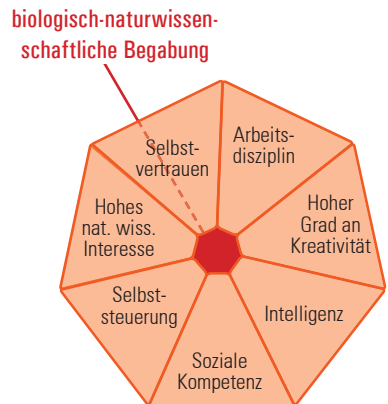 biologisch-naturwissen-
schaftliche Begabung
Selbst-
vertrauen
Arbeits-
disziplin
Hohes
nat. wiss.
Interesse
Hoher
Grad an
Kreativität
Selbst-
steuerung
Intelligenz
Soziale
Kompetenz